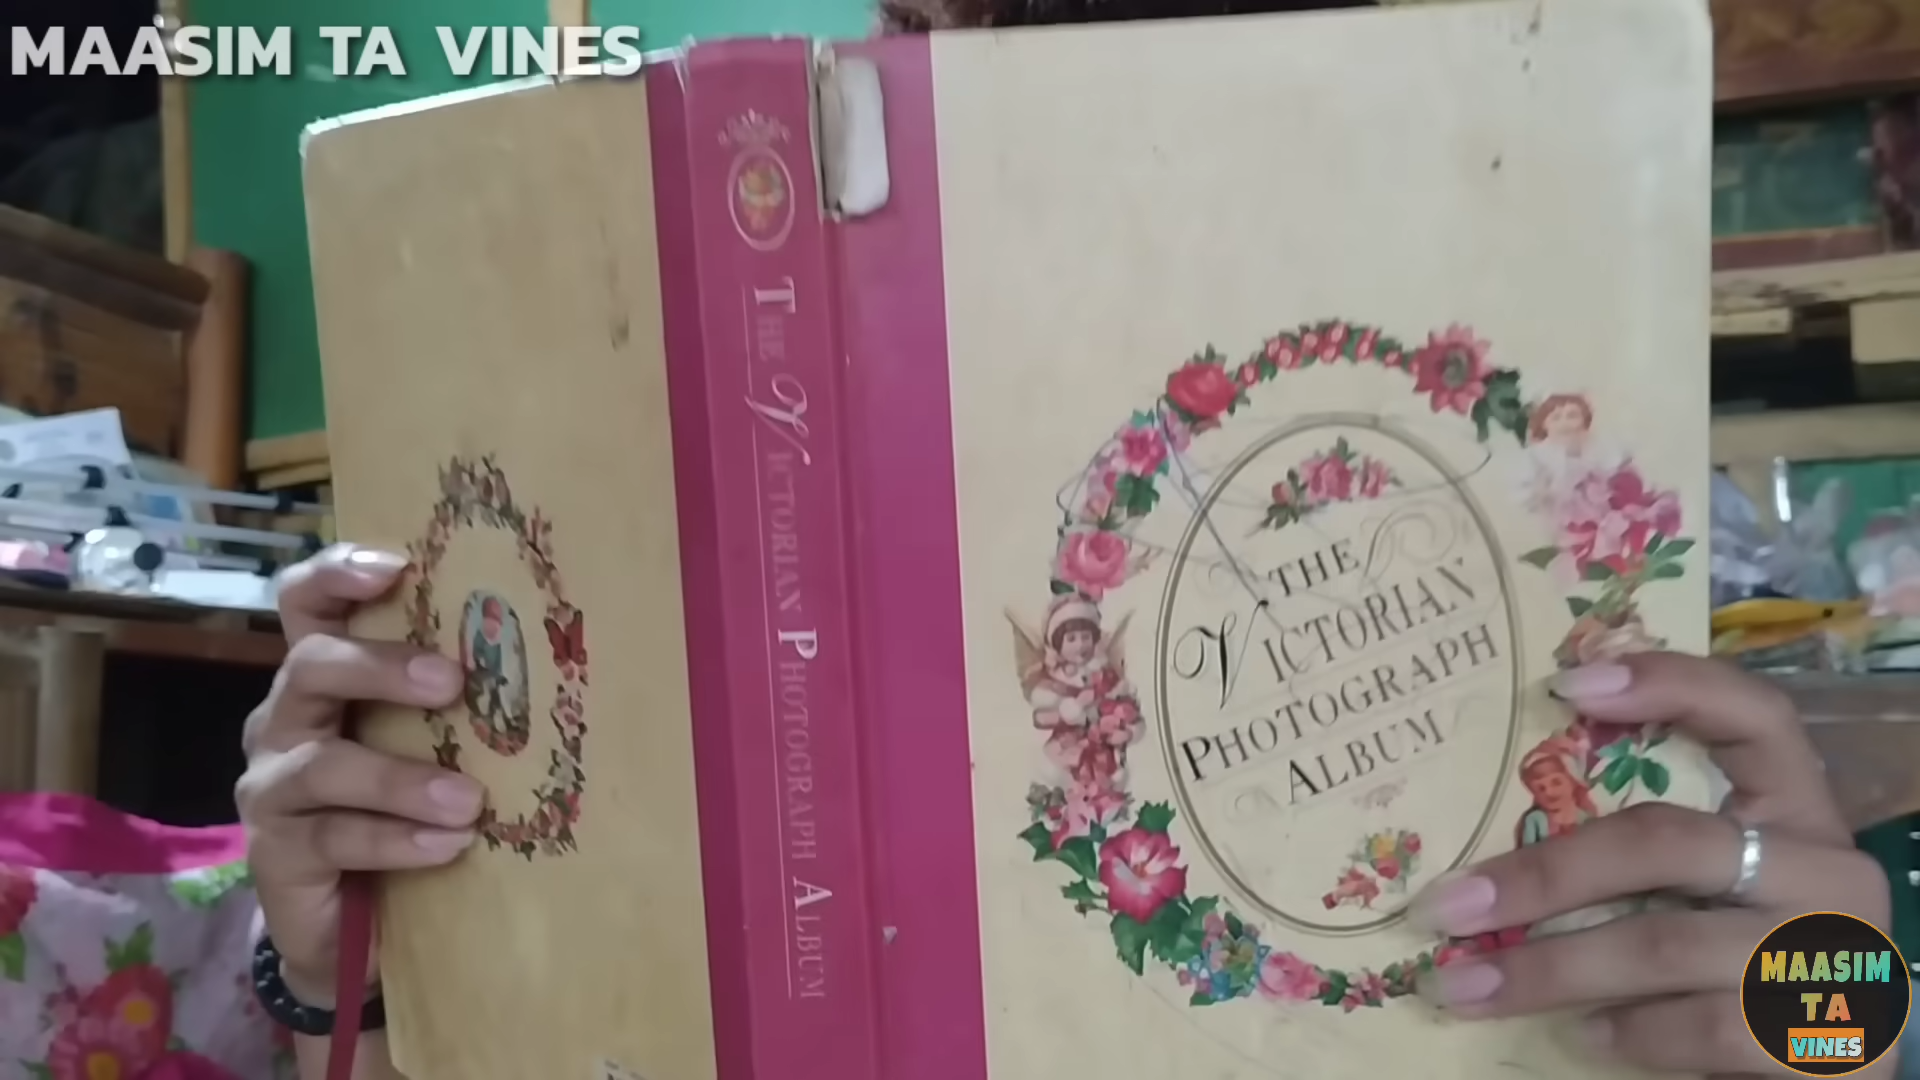 MAASIM TA VINES
THE VICTORIAN PHOTOGRAPH ALBUM
THE
VICTORIAN
PHOTOGRAPH
ALBUM
MAASIM
TA
VINES